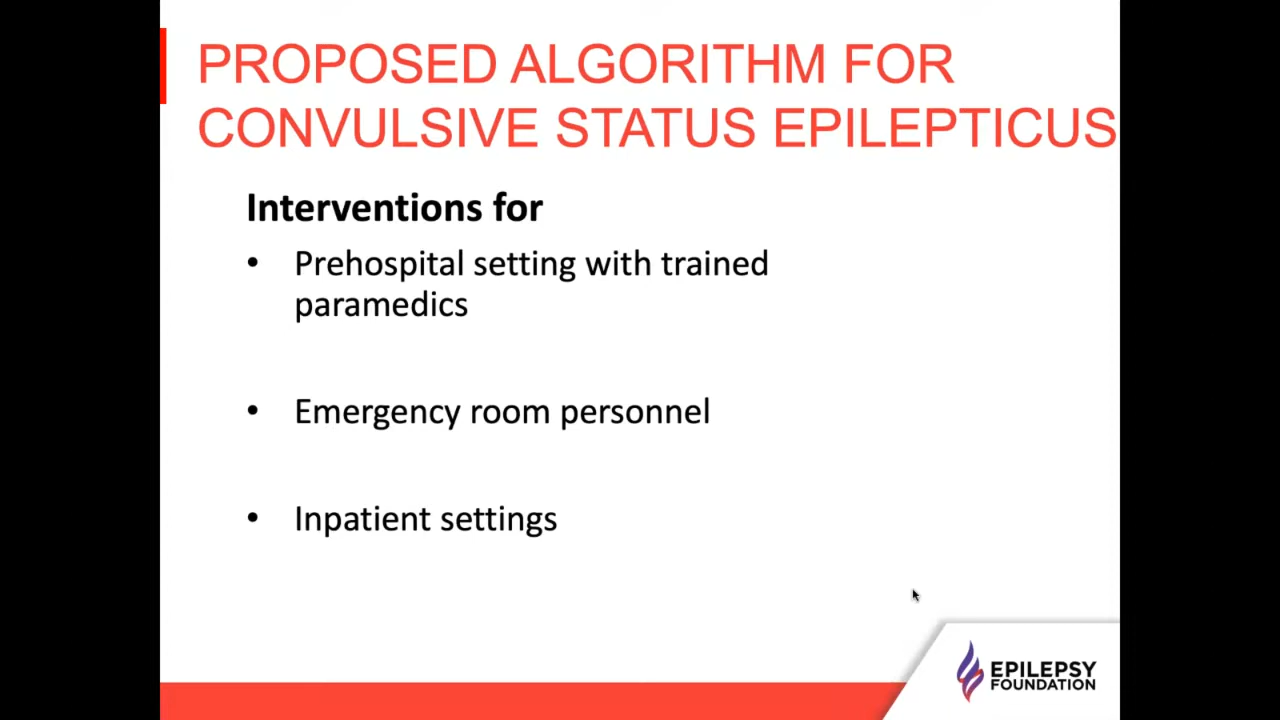 PROPOSED ALGORITHM FOR
CONVULSIVE STATUS EPILEPTICUS
Interventions for
• Prehospital setting with trained
paramedics
• Emergency room personnel
• Inpatient settings
EPILEPSY
FOUNDATION